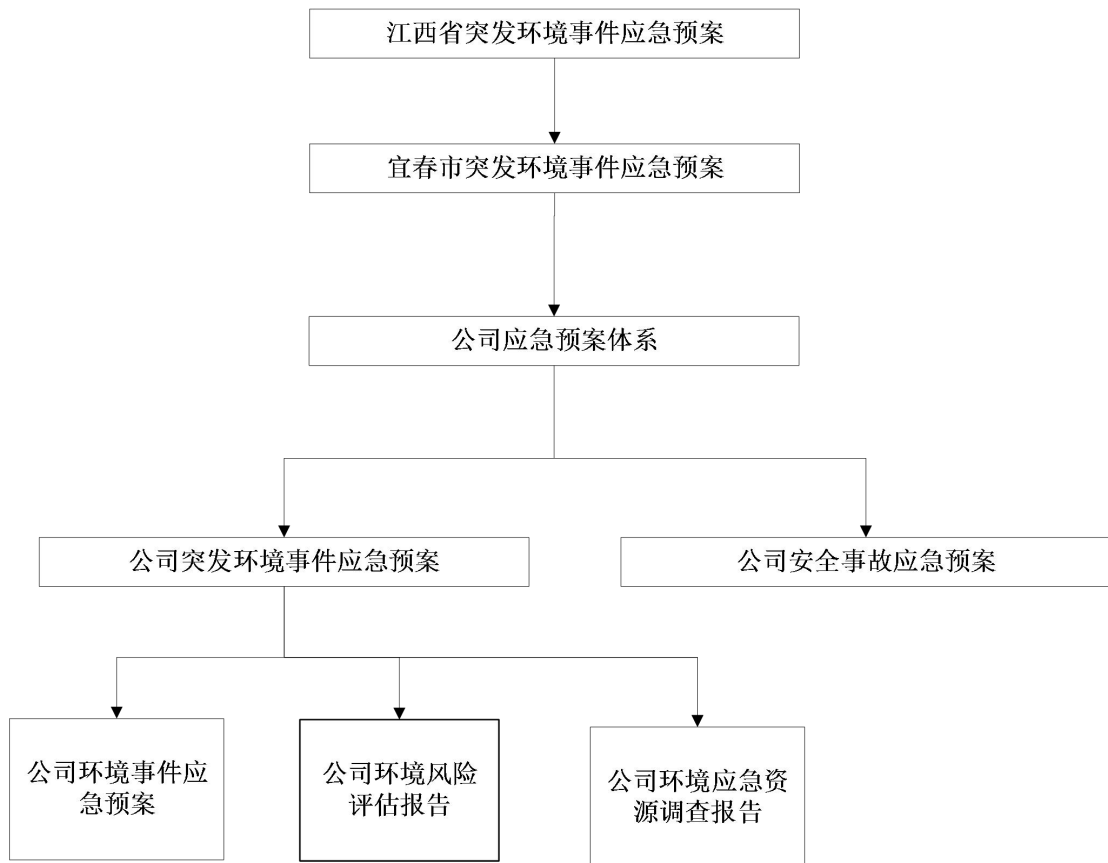 江西省突发环境事件应急预案
宜春市突发环境事件应急预案
公司应急预案体系
公司突发环境事件应急预案
公司安全事故应急预案
公司环境事件应
急预案
公司环境风险
评估报告
公司环境应急资
源调查报告